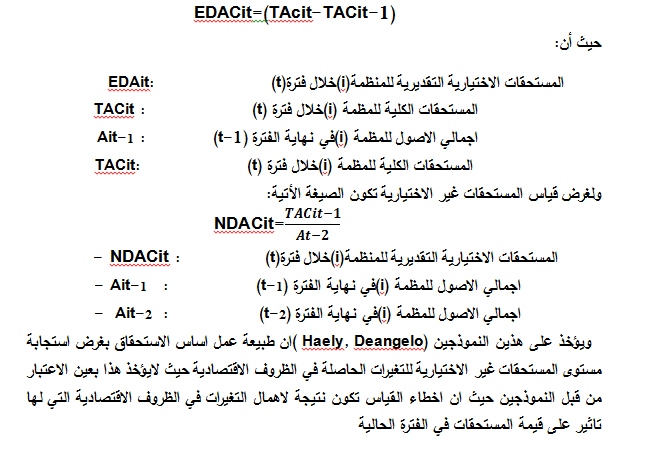 EDACit=(TAcit-TACit-1)
حيث أن:
EDAit: المستحقات الاختيارية التقديرية للمنظمة(i)خلال فترة(t)
TACit : المستحقات الكلية للمظمة (i)خلال فترة (t)
Ait-1 : اجمالي الاصول للمظمة (i)في نهاية الفترة (t-1)
TACit: المستحقات الكلية للمظمة (i)خلال فترة (t)
ولغرض قياس المستحقات غير الاختيارية تكون الصيغة الأتية:
NDACit=TACit-1/At-2
- NDACit : المستحقات الاختيارية التقديرية للمنظمة(i)خلال فترة(t)
- Ait-1 : اجمالي الاصول للمظمة (i)في نهاية الفترة (t-1)
- Ait-2 : اجمالي الاصول للمظمة (i)في نهاية الفترة (t-2)
ويؤخذ على هذين النموذجين (Haely, Deangelo )ان طبيعة عمل اساس الاستحقاق بغرض استجابة
مستوى المستحقات غير الاختيارية للتغيرات الحاصلة في الظروف الاقتصادية حيث لايؤخذ هذا بعين الاعتبار
من قبل النموذجين حيث ان اخطاء القياس تكون نتيجة لاهمال التغيرات في الظروف الاقتصادية التي لها
تاثير على قيمة المستحقات في الفترة الحالية